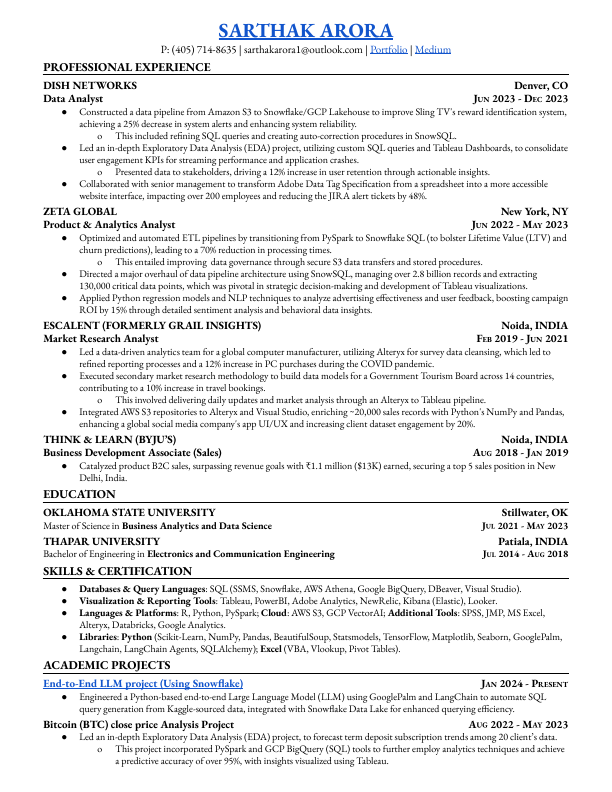 SARTHAK ARORA
P: (405) 714-8635 | sarthakarora1@outlook.com | Portfolio | Medium
PROFESSIONAL EXPERIENCE
DISH NETWORKS Denver, CO
Data Analyst JUN 2023 - DEC 2023
● Constructed a data pipeline from Amazon S3 to Snowflake/GCP Lakehouse to improve Sling TV's reward identification system,
achieving a 25% decrease in system alerts and enhancing system reliability.
o This included refining SQL queries and creating auto-correction procedures in SnowSQL.
● Led an in-depth Exploratory Data Analysis (EDA) project, utilizing custom SQL queries and Tableau Dashboards, to consolidate
user engagement KPIs for streaming performance and application crashes.
o Presented data to stakeholders, driving a 12% increase in user retention through actionable insights.
● Collaborated with senior management to transform Adobe Data Tag Specification from a spreadsheet into a more accessible
website interface, impacting over 200 employees and reducing the JIRA alert tickets by 48%.
ZETA GLOBAL New York, NY
Product & Analytics Analyst JUN 2022 - MAY 2023
● Optimized and automated ETL pipelines by transitioning from PySpark to Snowflake SQL (to bolster Lifetime Value (LTV) and
churn predictions), leading to a 70% reduction in processing times.
o This entailed improving data governance through secure S3 data transfers and stored procedures.
● Directed a major overhaul of data pipeline architecture using SnowSQL, managing over 2.8 billion records and extracting
130,000 critical data points, which was pivotal in strategic decision-making and development of Tableau visualizations.
● Applied Python regression models and NLP techniques to analyze advertising effectiveness and user feedback, boosting campaign
ROI by 15% through detailed sentiment analysis and behavioral data insights.
ESCALENT (FORMERLY GRAIL INSIGHTS) Noida, INDIA
Market Research Analyst FEB 2019 - JUN 2021
● Led a data-driven analytics team for a global computer manufacturer, utilizing Alteryx for survey data cleansing, which led to
refined reporting processes and a 12% increase in PC purchases during the COVID pandemic.
● Executed secondary market research methodology to build data models for a Government Tourism Board across 14 countries,
contributing to a 10% increase in travel bookings.
o This involved delivering daily updates and market analysis through an Alteryx to Tableau pipeline.
● Integrated AWS S3 repositories to Alteryx and Visual Studio, enriching ~20,000 sales records with Python's NumPy and Pandas,
enhancing a global social media company's app UI/UX and increasing client dataset engagement by 20%.
THINK & LEARN (BYJU'S) Noida, INDIA
Business Development Associate (Sales) AUG 2018 - JAN 2019
● Catalyzed product B2C sales, surpassing revenue goals with ₹1.1 million ($13K) earned, securing a top 5 sales position in New
Delhi, India.
EDUCATION
OKLAHOMA STATE UNIVERSITY Stillwater, OK
Master of Science in Business Analytics and Data Science JUL 2021 - MAY 2023
THAPAR UNIVERSITY Patiala, INDIA
Bachelor of Engineering in Electronics and Communication Engineering JUL 2014 - AUG 2018
SKILLS & CERTIFICATION
● Databases & Query Languages: SQL (SSMS, Snowflake, AWS Athena, Google BigQuery, DBeaver, Visual Studio).
● Visualization & Reporting Tools: Tableau, PowerBI, Adobe Analytics, NewRelic, Kibana (Elastic), Looker.
● Languages & Platforms: R, Python, PySpark; Cloud: AWS S3, GCP VectorAI; Additional Tools: SPSS, JMP, MS Excel,
Alteryx, Databricks, Google Analytics.
● Libraries: Python (Scikit-Learn, NumPy, Pandas, BeautifulSoup, Statsmodels, TensorFlow, Matplotlib, Seaborn, GooglePalm,
Langchain, LangChain Agents, SQLAlchemy); Excel (VBA, Vlookup, Pivot Tables).
ACADEMIC PROJECTS
End-to-End LLM project (Using Snowflake) JAN 2024 - PRESENT
● Engineered a Python-based end-to-end Large Language Model (LLM) using GooglePalm and LangChain to automate SQL
query generation from Kaggle-sourced data, integrated with Snowflake Data Lake for enhanced querying efficiency.
Bitcoin (BTC) close price Analysis Project AUG 2022 - MAY 2023
● Led an in-depth Exploratory Data Analysis (EDA) project, to forecast term deposit subscription trends among 20 client's data.
o This project incorporated PySpark and GCP BigQuery (SQL) tools to further employ analytics techniques and achieve
a predictive accuracy of over 95%, with insights visualized using Tableau.